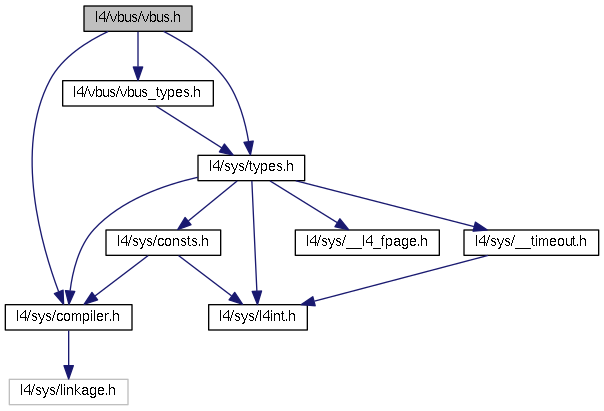 l4/vbus/vbus.h
l4/vbus/vbus_types.h
l4/sys/types.h
l4/sys/consts.h
l4/sys/__l4_fpage.h
l4/sys/__timeout.h
l4/sys/compiler.h
l4/sys/l4int.h
l4/sys/linkage.h